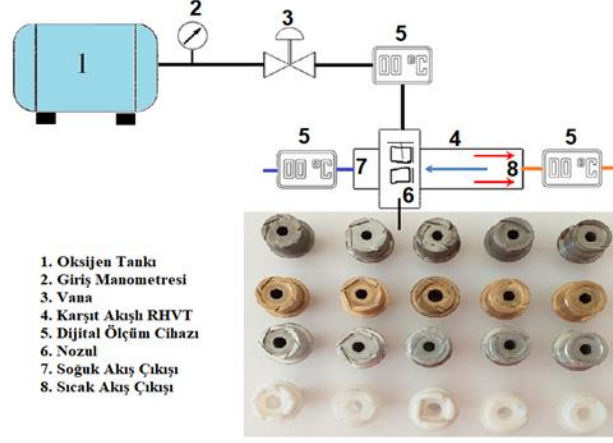 2
3
5
00 °C
1
5
00 °C
7
4
8
5
00 °C
6
1. Oksijen Tankı
2. Giriş Manometresi
3. Vana
4. Karşıt Akışlı RHVT
5. Dijital Ölçüm Cihazı
6. Nozul
7. Soğuk Akış Çıkışı
8. Sıcak Akış Çıkışı